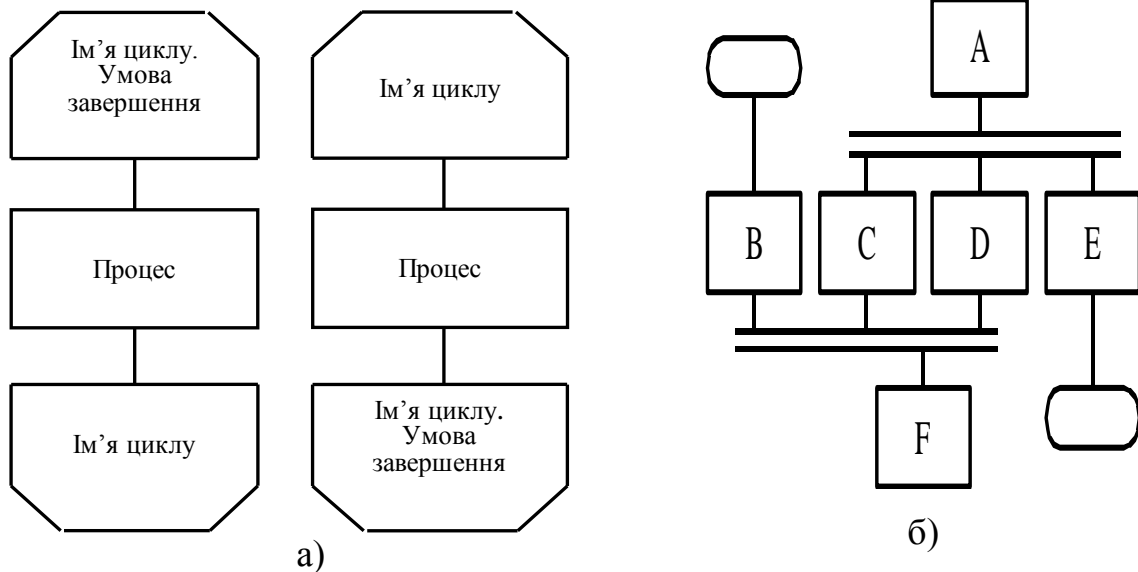 Ім’я циклу.
Умова
завершення
Процес
Ім’я циклу
Ім’я циклу
Процес
Ім’я циклу.
Умова
завершення
а)
A
B
C
D
E
F
б)